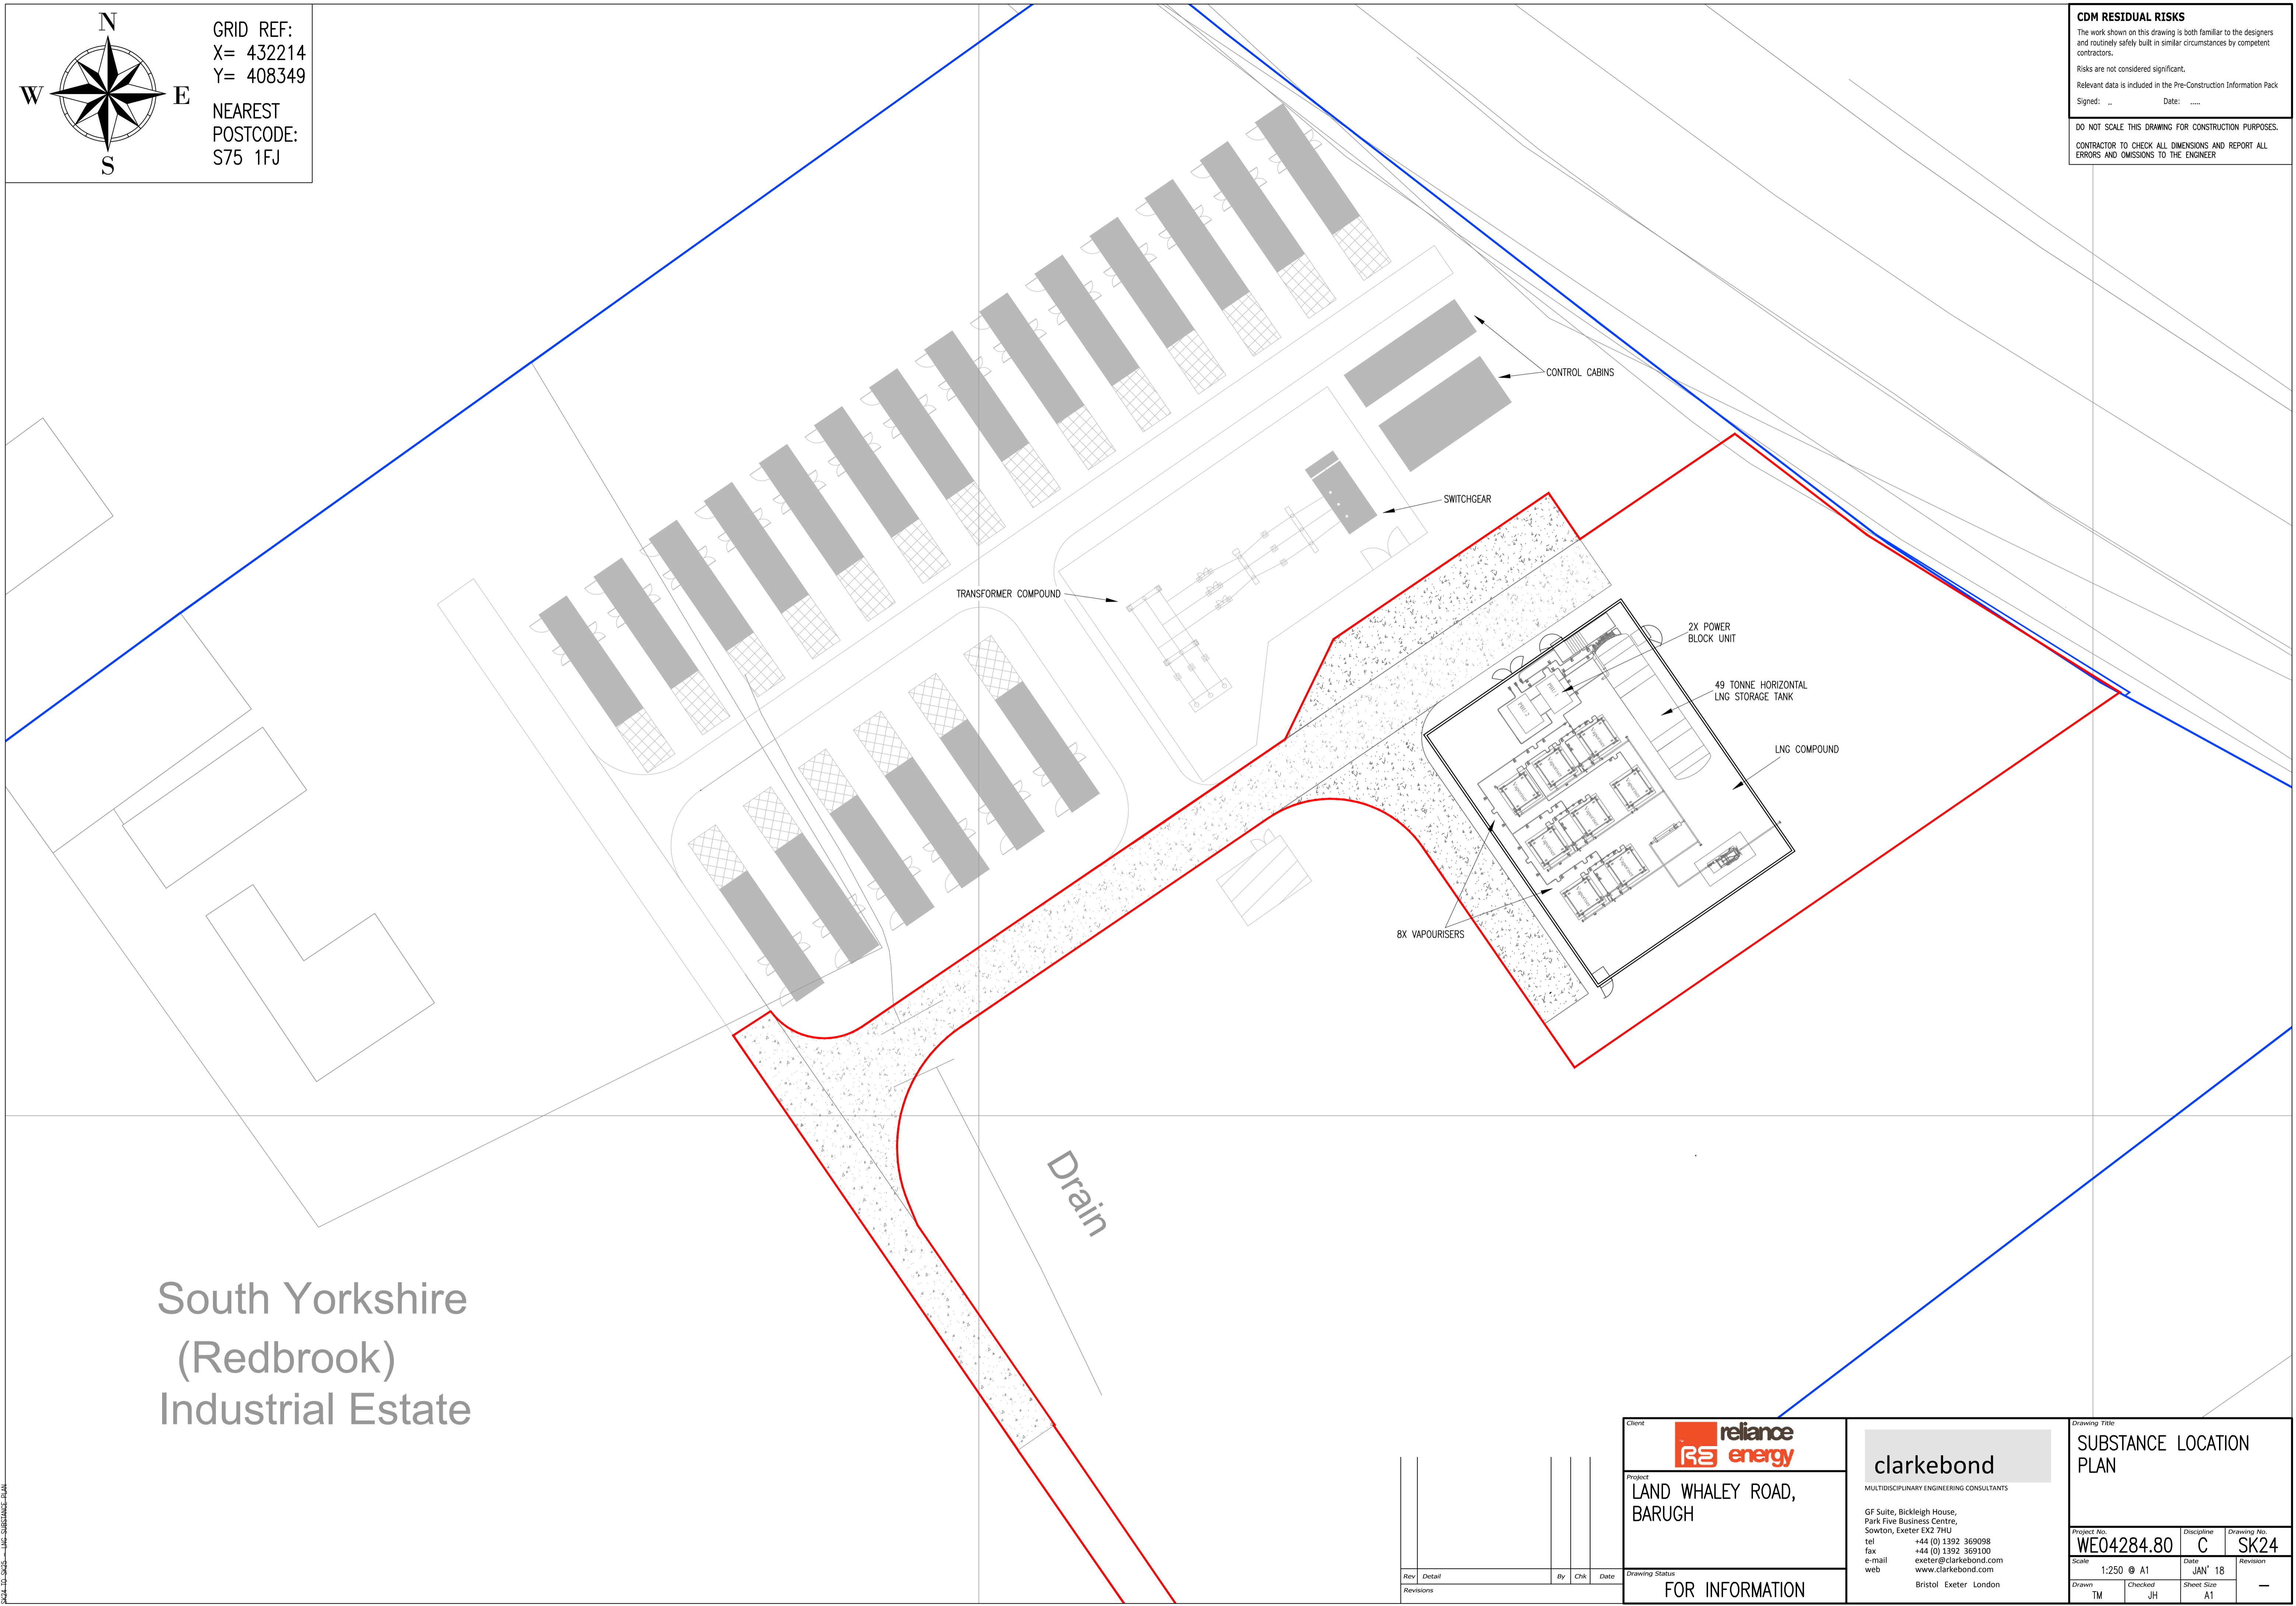 N
W
E
S
GRID REF:
X= 432214
Y= 408349
NEAREST
POSTCODE:
S75 1FJ
CDM RESIDUAL RISKS
The work shown on this drawing is both familiar to the designers
and routinely safely built in similar circumstances by competent
contractors.
Risks are not considered significant.
Relevant data is included in the Pre-Construction Information Pack
Signed: .. Date: .....
DO NOT SCALE THIS DRAWING FOR CONSTRUCTION PURPOSES.
CONTRACTOR TO CHECK ALL DIMENSIONS AND REPORT ALL
ERRORS AND OMISSIONS TO THE ENGINEER
CONTROL CABINS
SWITCHGEAR
TRANSFORMER COMPOUND
2X POWER
BLOCK UNIT
49 TONNE HORIZONTAL
LNG STORAGE TANK
LNG COMPOUND
8X VAPOURISERS
Drain
South Yorkshire
(Redbrook)
Industrial Estate
SK24 TO SK25 - LNG SUBSTANCE PLAN
Rev Detail By Chk Date
Revisions
Client
RE
reliance
energy
Project
LAND WHALEY ROAD,
BARUGH
Drawing Status
FOR INFORMATION
clarkebond
MULTIDISCIPLINARY ENGINEERING CONSULTANTS
GF Suite, Bickleigh House,
Park Five Business Centre,
Sowton, Exeter EX2 7HU
tel +44 (0) 1392 369098
fax +44 (0) 1392 369100
e-mail exeter@clarkebond.com
web www.clarkebond.com
Bristol Exeter London
Drawing Title
SUBSTANCE LOCATION
PLAN
Project No. Discipline Drawing No.
WE04284.80 C SK24
Scale Date Revision
1:250 @ A1 JAN' 18 –
Drawn Checked Sheet Size
TM JH A1